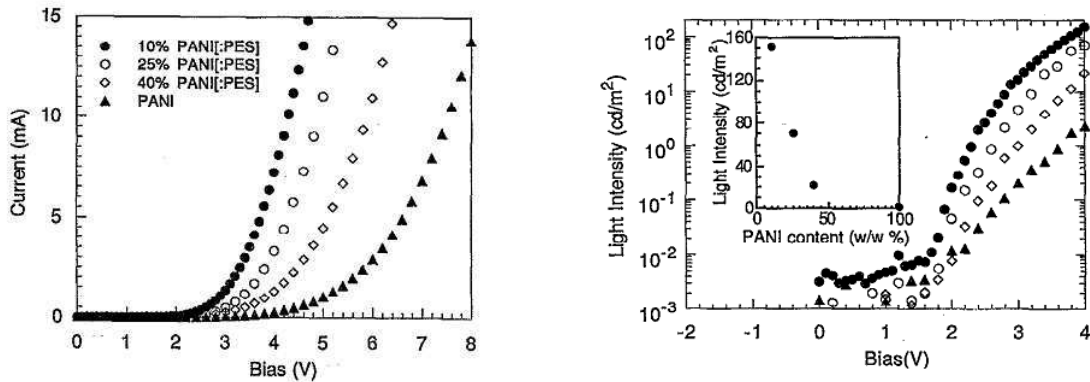 15
10
5
0
Current (mA)
10% PANI[:PES]
25% PANI[:PES]
40% PANI[:PES]
PANI
0 1 2 3 4 5 6 7 8
Bias (V)
10²
10¹
10⁰
10⁻¹
10⁻²
10⁻³
Light Intensity (cd/m²)
160
120
80
40
0
Light Intensity (cd/m²)
0 50 100
PANI content (w/w %)
-2 -1 0 1 2 3 4
Bias(V)